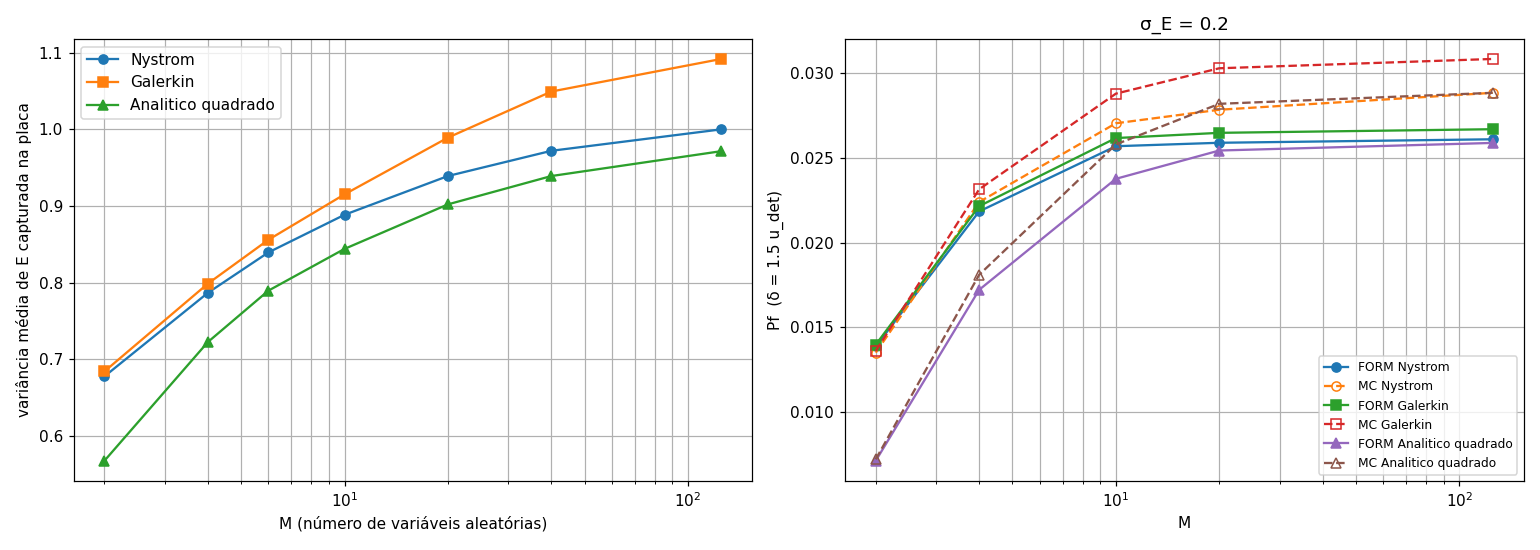 Nystrom
Galerkin
Analitico quadrado
variância média de E capturada na placa
1.1
1.0
0.9
0.8
0.7
0.6
10¹
10²
M (número de variáveis aleatórias)
σ_E = 0.2
Pf (δ = 1.5 u_det)
0.030
0.025
0.020
0.015
0.010
FORM Nystrom
MC Nystrom
FORM Galerkin
MC Galerkin
FORM Analitico quadrado
MC Analitico quadrado
10¹
10²
M